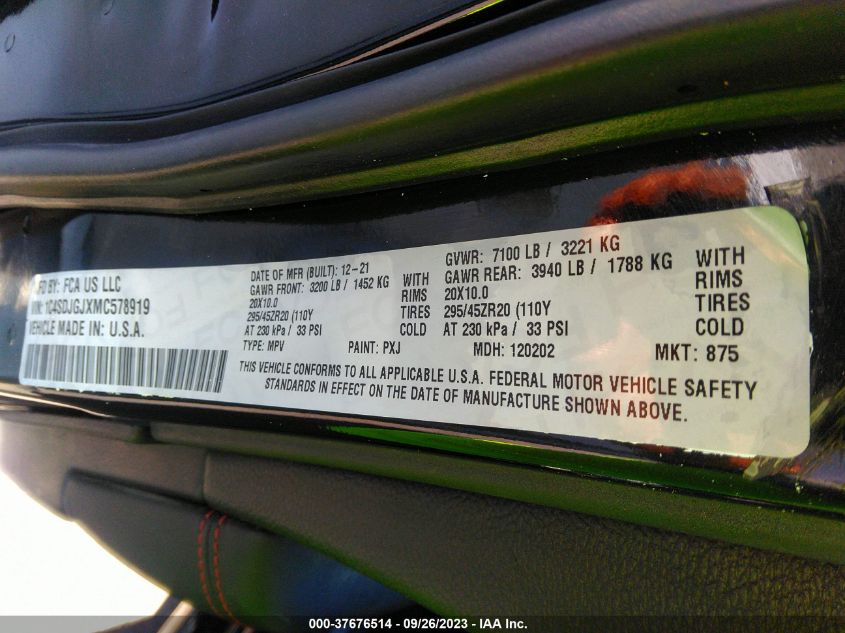 MFD BY: FCA US LLC
VIN: 1C4SDJGJXMC578919
VEHICLE MADE IN: U.S.A.
DATE OF MFR (BUILT): 12-21
GAWR FRONT: 3200 LB / 1452 KG
20X10.0
295/45ZR20 (110Y
AT 230 kPa / 33 PSI
WITH
RIMS
TIRES
COLD
GVWR: 7100 LB / 3221 KG
GAWR REAR: 3940 LB / 1788 KG
20X10.0
295/45ZR20 (110Y
AT 230 kPa / 33 PSI
WITH
RIMS
TIRES
COLD
TYPE: MPV PAINT: PXJ MDH: 120202 MKT: 875
THIS VEHICLE CONFORMS TO ALL APPLICABLE U.S.A. FEDERAL MOTOR VEHICLE SAFETY
STANDARDS IN EFFECT ON THE DATE OF MANUFACTURE SHOWN ABOVE.
000-37676514 - 09/26/2023 - IAA Inc.